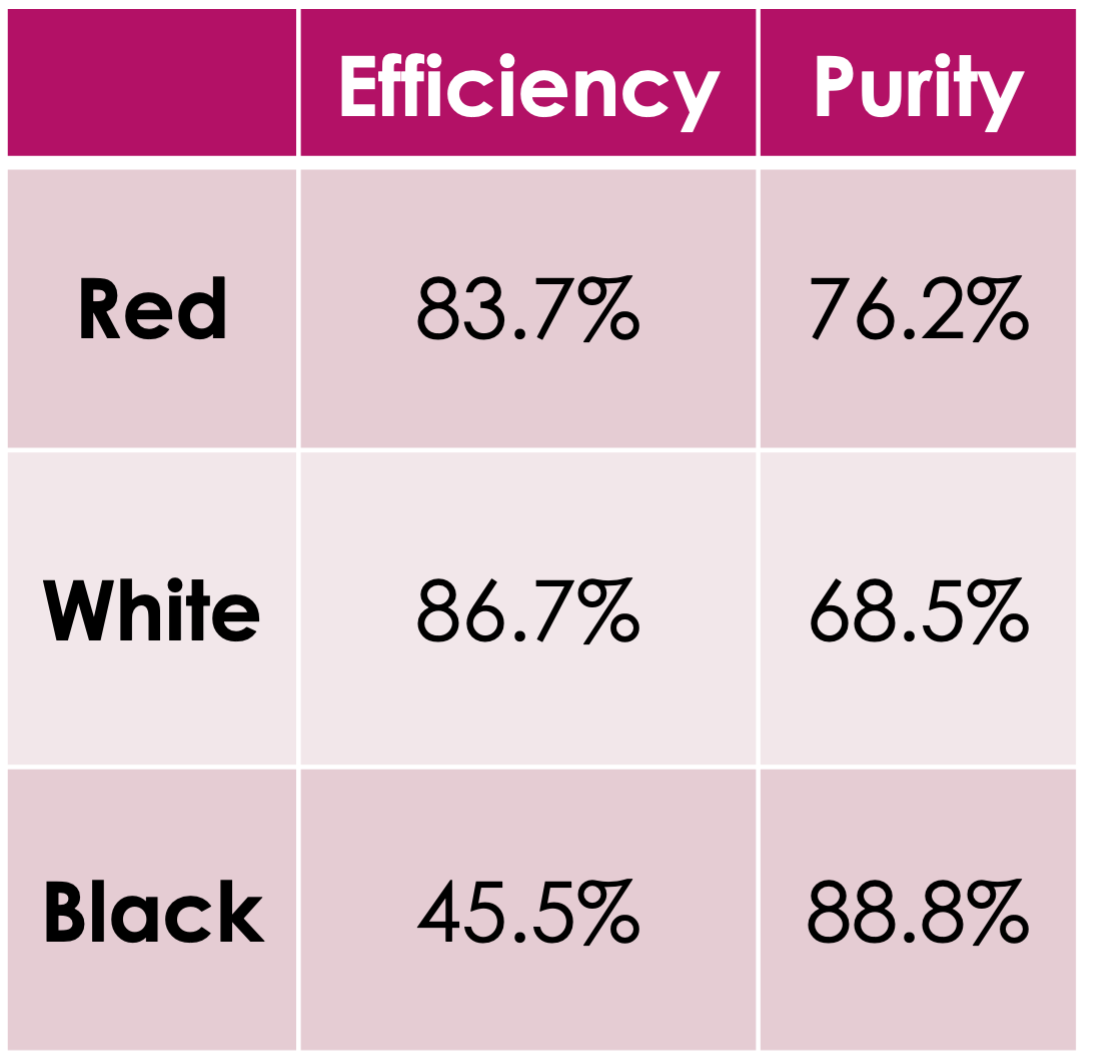 Efficiency Purity
Red 83.7% 76.2%
White 86.7% 68.5%
Black 45.5% 88.8%